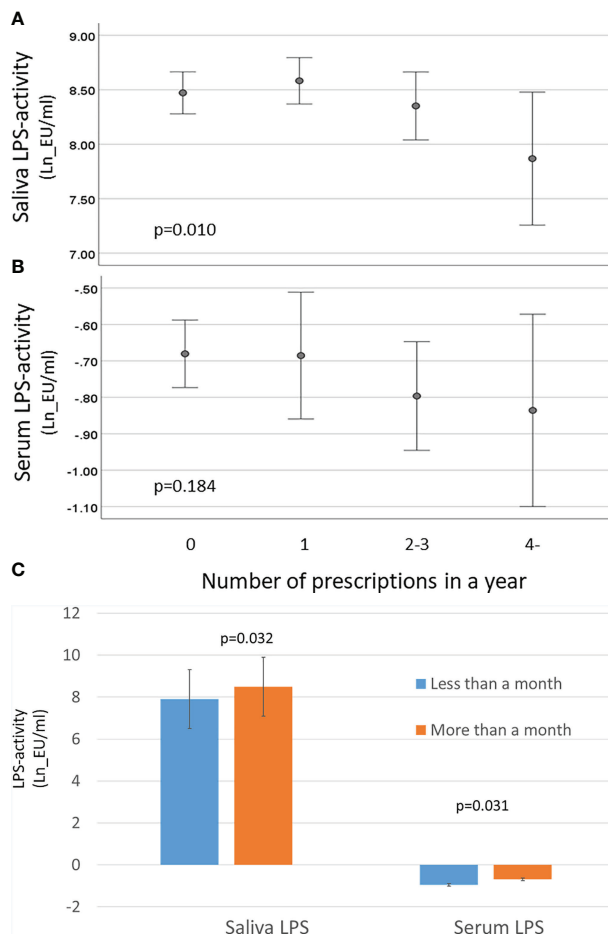 A
Saliva LPS-activity
(Ln_EU/ml)
9.00
8.50
8.00
7.50
7.00
p=0.010
B
Serum LPS-activity
(Ln_EU/ml)
-.50
-.60
-.70
-.80
-.90
-1.00
-1.10
p=0.184
0 1 2-3 4-
Number of prescriptions in a year
C
LPS-activity
(Ln_EU/ml)
12
10
8
6
4
2
0
-2
p=0.032
Less than a month
More than a month
p=0.031
Saliva LPS Serum LPS